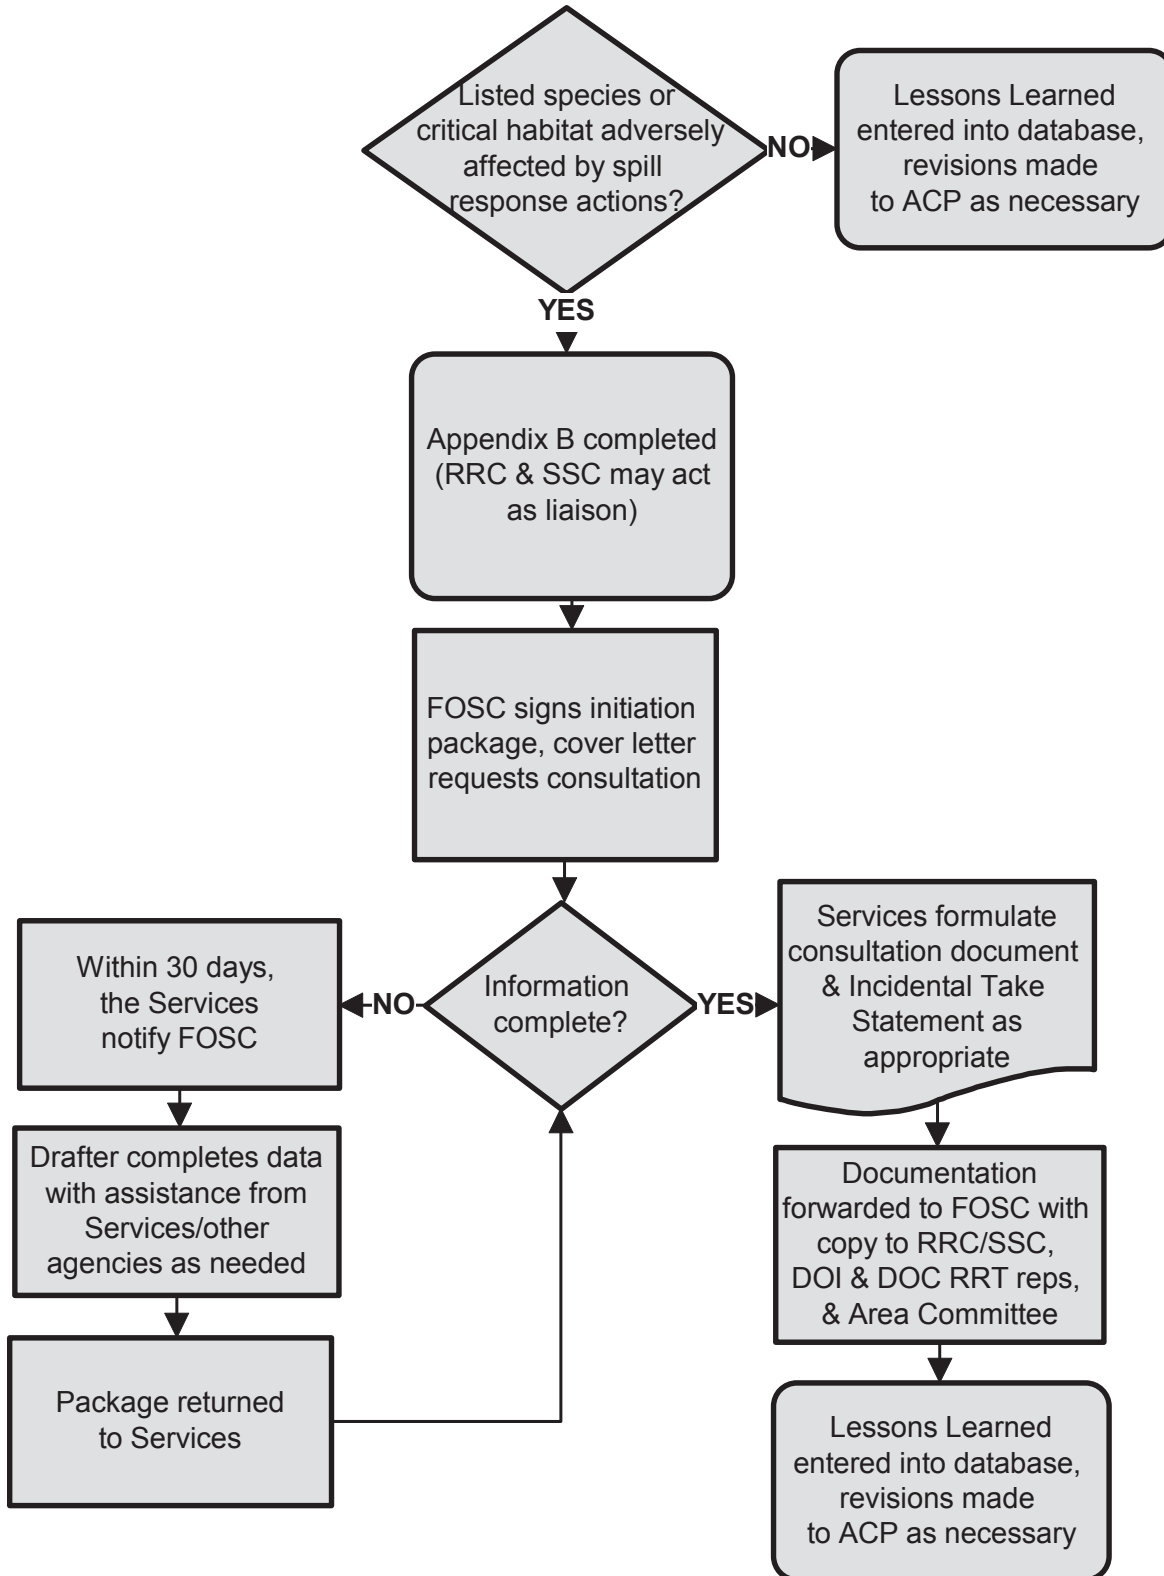 Listed species or
critical habitat adversely
affected by spill
response actions?
NO
Lessons Learned
entered into database,
revisions made
to ACP as necessary
YES
Appendix B completed
(RRC & SSC may act
as liaison)
FOSC signs initiation
package, cover letter
requests consultation
Information
complete?
NO
Within 30 days,
the Services
notify FOSC
Drafter completes data
with assistance from
Services/other
agencies as needed
Package returned
to Services
YES
Services formulate
consultation document
& Incidental Take
Statement as
appropriate
Documentation
forwarded to FOSC with
copy to RRC/SSC,
DOI & DOC RRT reps,
& Area Committee
Lessons Learned
entered into database,
revisions made
to ACP as necessary